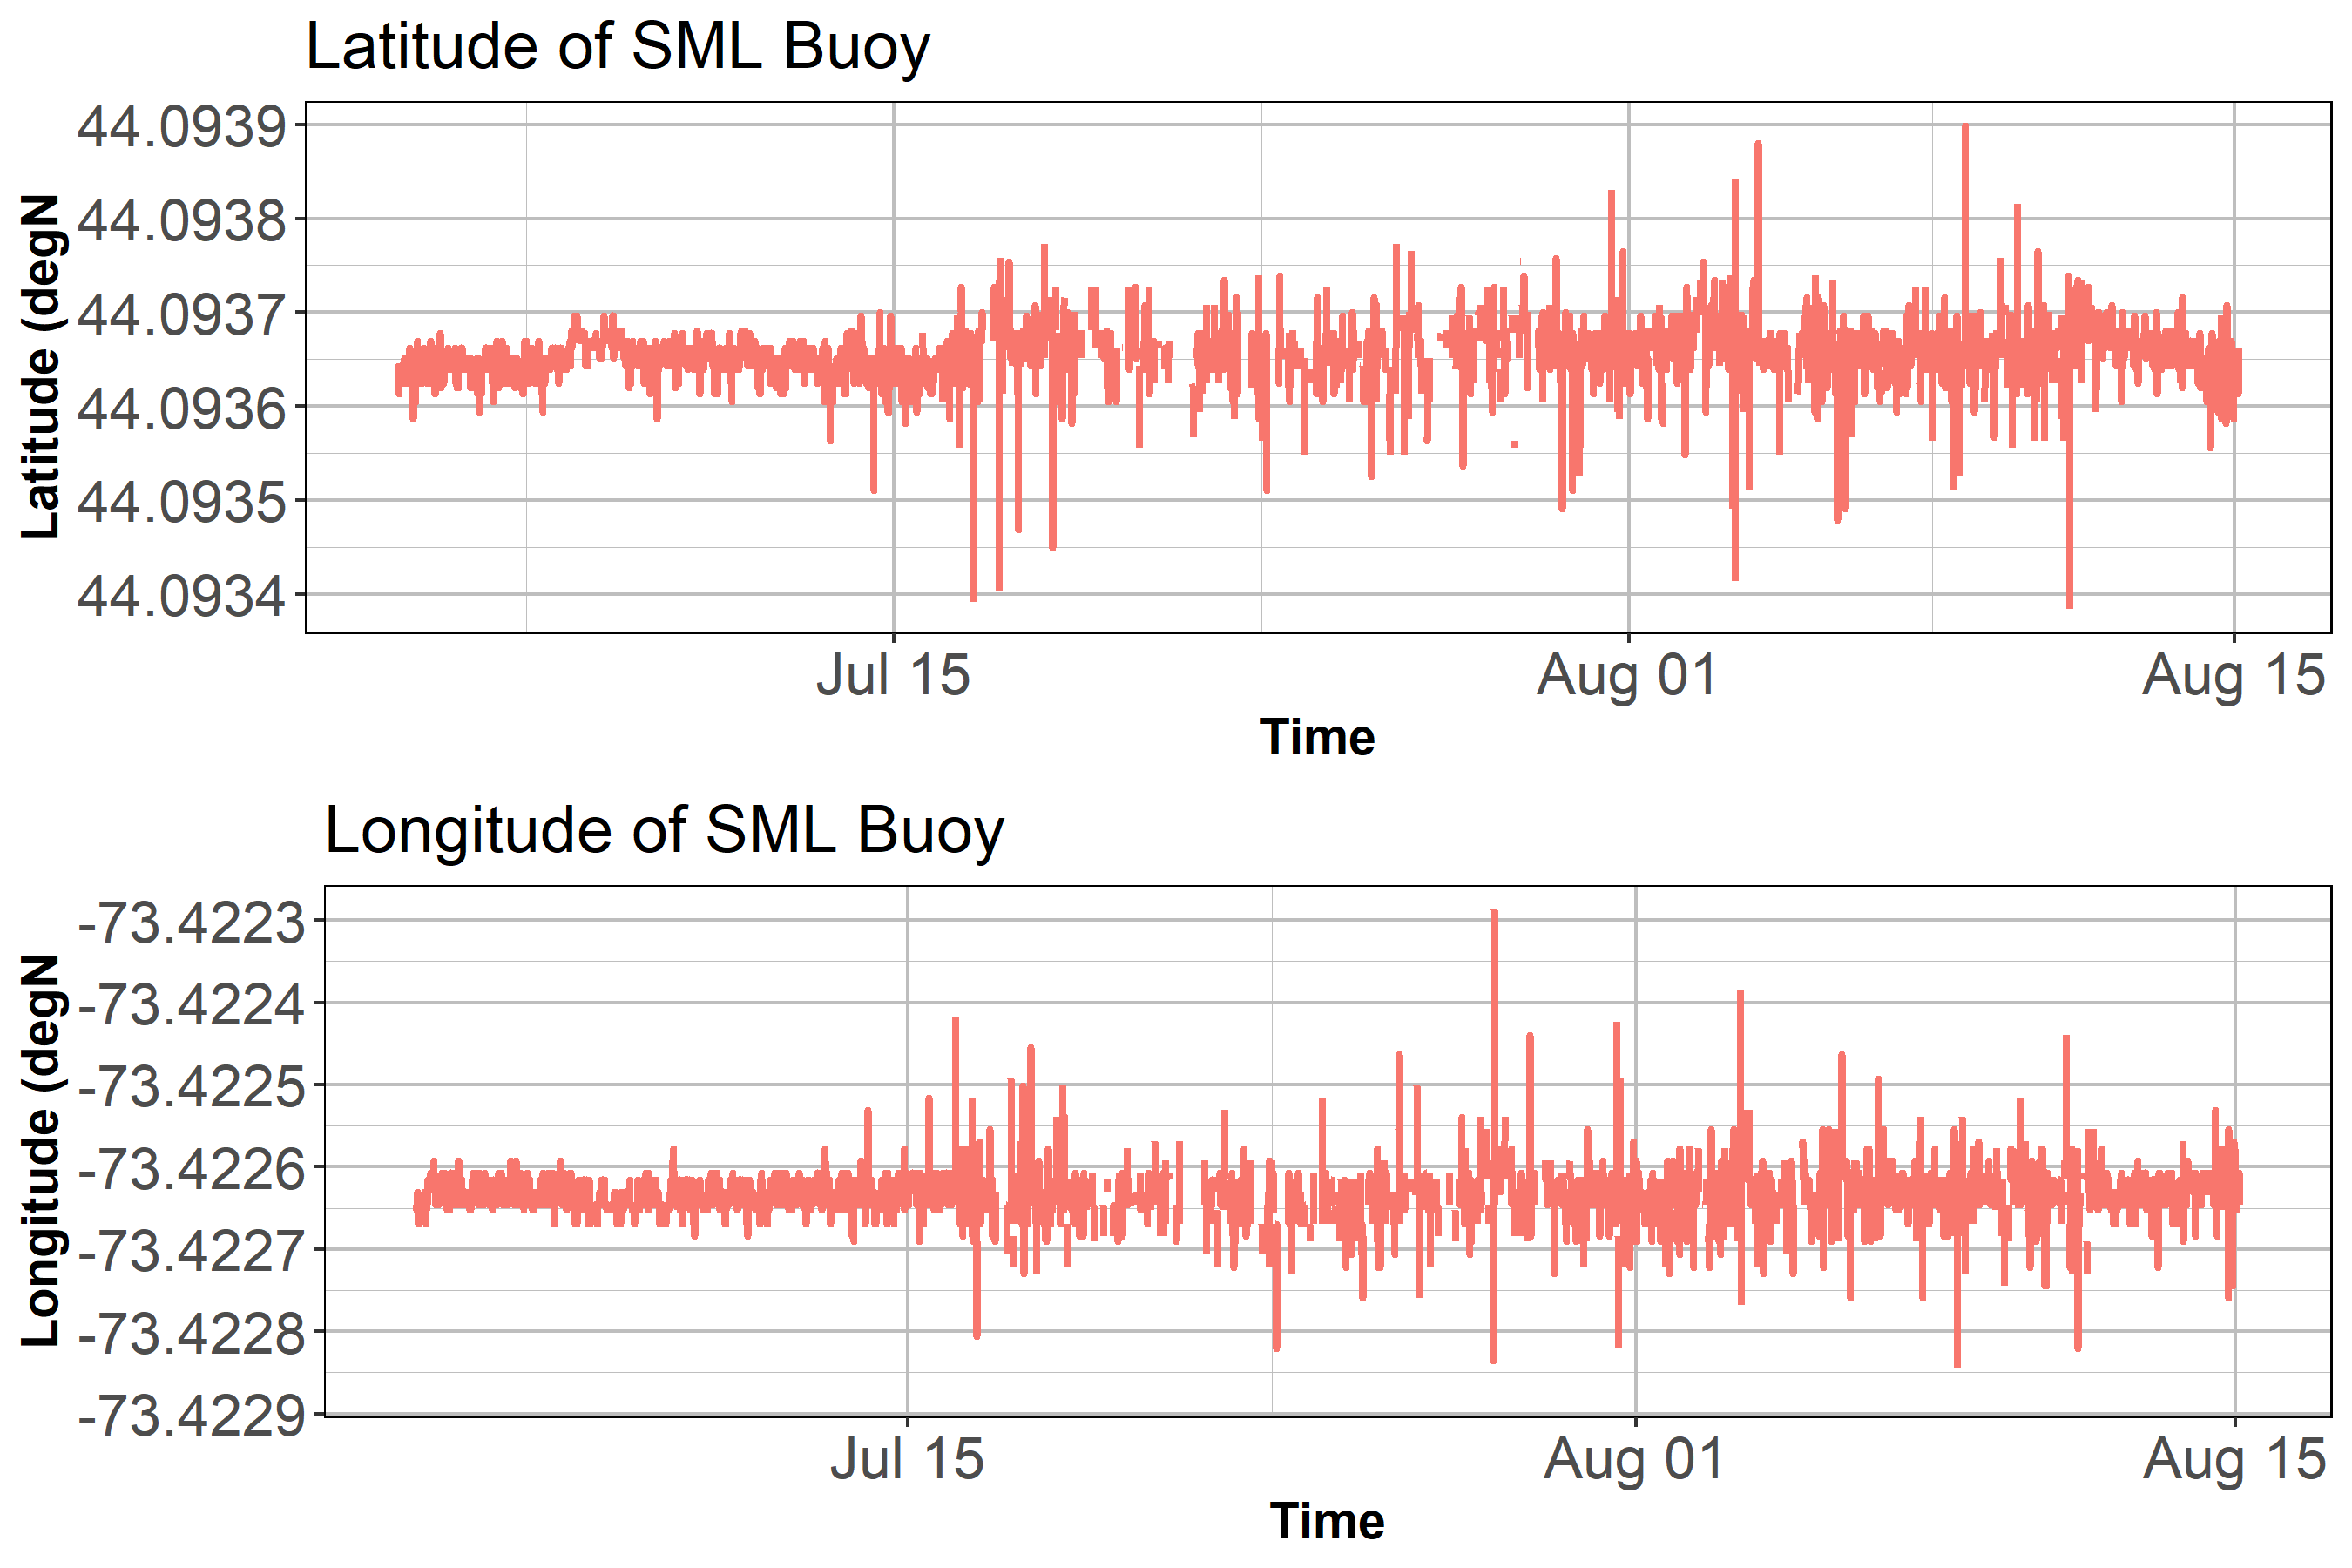 Latitude of SML Buoy
44.0939
44.0938
44.0937
44.0936
44.0935
44.0934
Latitude (degN
Jul 15
Aug 01
Aug 15
Time
Longitude of SML Buoy
-73.4223
-73.4224
-73.4225
-73.4226
-73.4227
-73.4228
-73.4229
Longitude (degN
Jul 15
Aug 01
Aug 15
Time